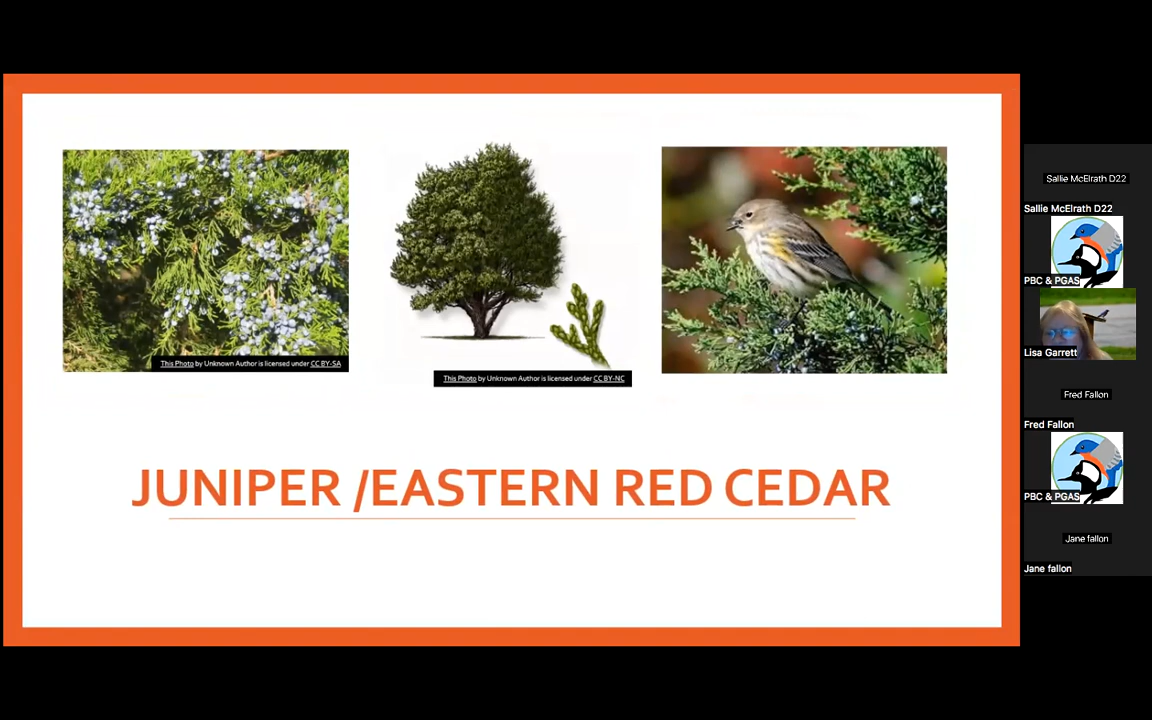 This Photo by Unknown Author is licensed under CC BY-SA
This Photo by Unknown Author is licensed under CC BY-NC
JUNIPER /EASTERN RED CEDAR
Sallie McElrath D22
Sallie McElrath D22
PBC & PGAS
Lisa Garrett
Fred Fallon
Fred Fallon
PBC & PGAS
Jane fallon
Jane fallon